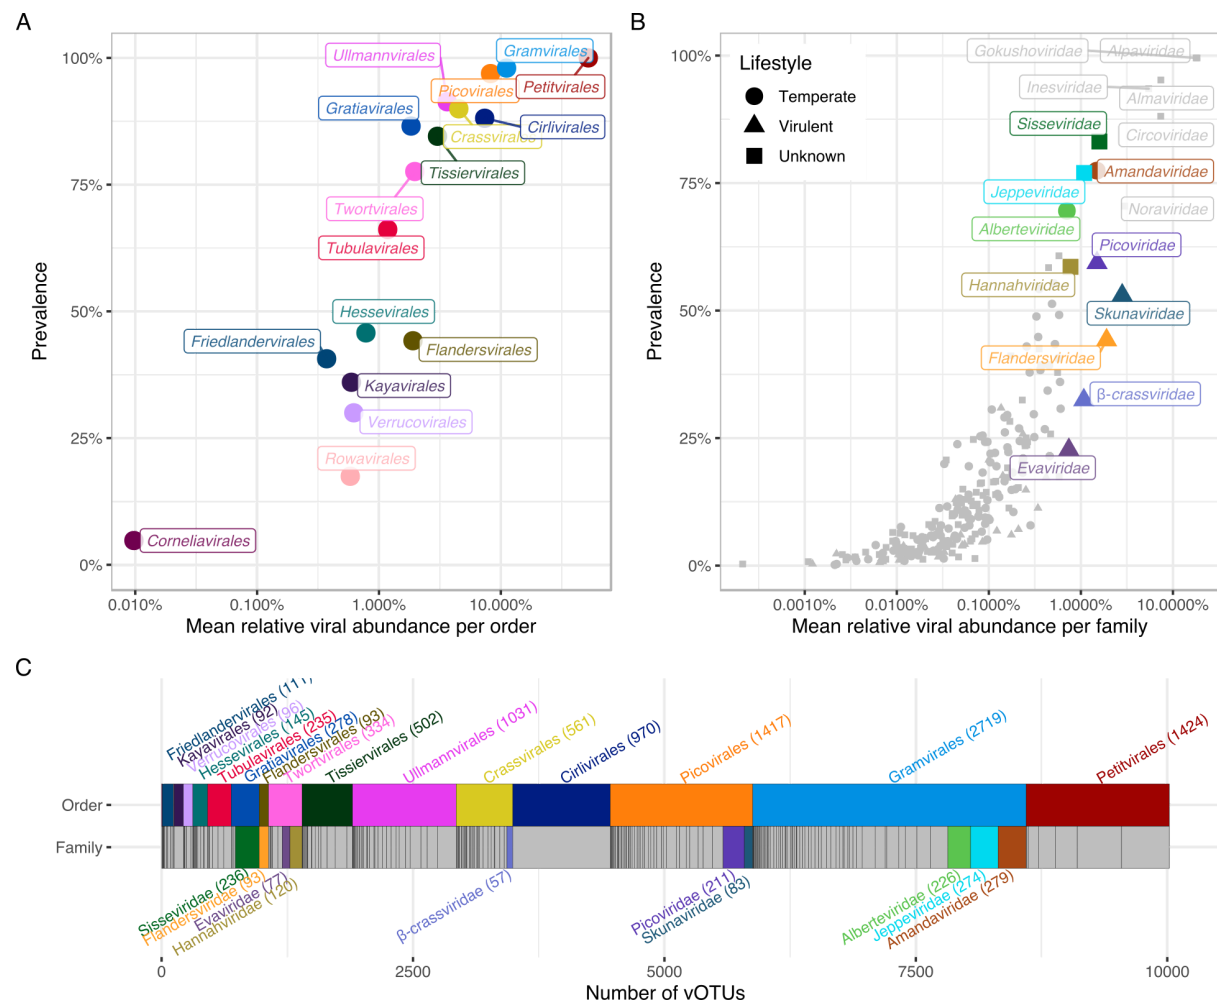 A
Ullmannvirales
Gramvirales
100%
Picovirales
Petitvirales
Gratiavirales
Crassvirales
Cirlivirales
Tissiervirales
75%
Twortvirales
Tubulavirales
Prevalence
50%
Hessevirales
Friedlandervirales
Flandersvirales
Kayavirales
Verrucovirales
25%
Rowavirales
Corneliavirales
0%
0.010%
0.100%
1.000%
10.000%
Mean relative viral abundance per order
B
Lifestyle
Temperate
Virulent
Unknown
Gokushoviridae
Alpaviridae
100%
Inesviridae
Almaviridae
Sisseviridae
Circoviridae
Amandaviridae
75%
Jeppeviridae
Noraviridae
Alberteviridae
Picoviridae
Hannahviridae
Prevalence
50%
Skunaviridae
Flandersviridae
β-crassviridae
25%
Evaviridae
0%
0.0010%
0.0100%
0.1000%
1.0000%
10.0000%
Mean relative viral abundance per family
C
Friedlandervirales (111)
Kayavirales (92)
Verrucovirales (96)
Hessevirales (145)
Tubulavirales (235)
Gratiavirales (278)
Flandersvirales (93)
Twortvirales (334)
Tissiervirales (502)
Ullmannvirales (1031)
Crassvirales (561)
Cirlivirales (970)
Picovirales (1417)
Gramvirales (2719)
Petitvirales (1424)
Order
Family
Sisseviridae (236)
Flandersviridae (93)
Evaviridae (77)
Hannahviridae (120)
β-crassviridae (57)
Picoviridae (211)
Skunaviridae (83)
Alberteviridae (226)
Jeppeviridae (274)
Amandaviridae (279)
0
2500
5000
7500
10000
Number of vOTUs